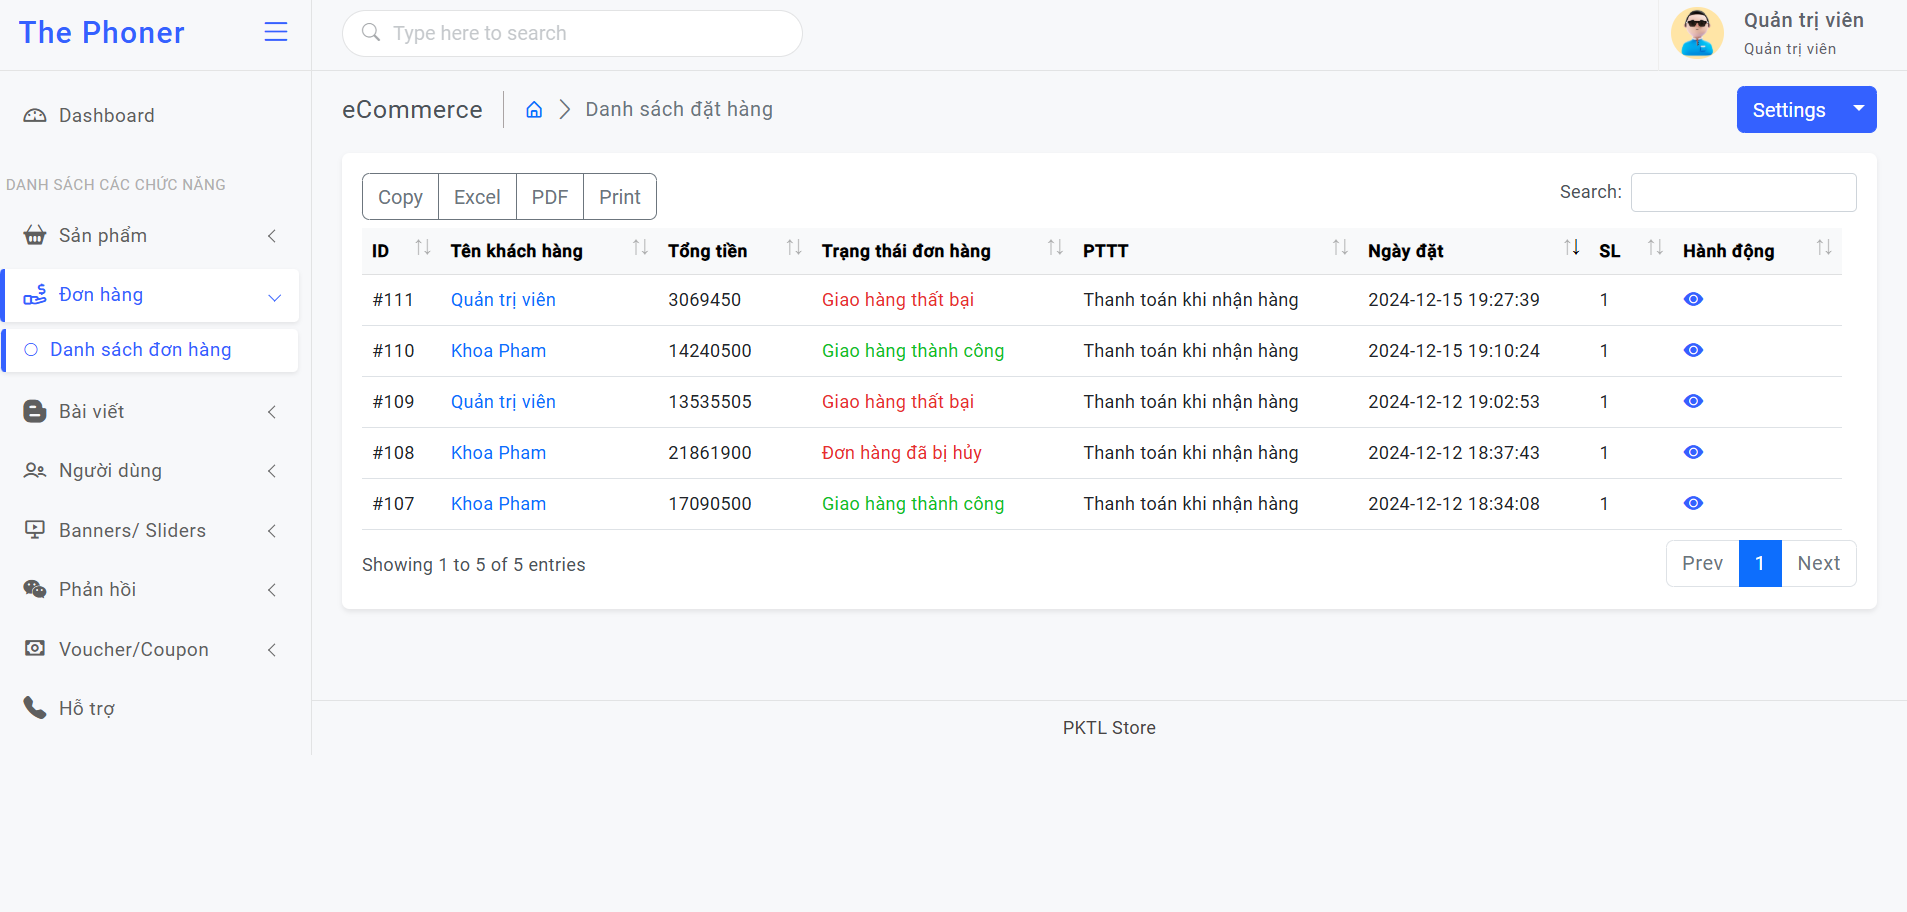 The Phoner
Type here to search
Quản trị viên
Quản trị viên
Dashboard
DANH SÁCH CÁC CHỨC NĂNG
Sản phẩm
Đơn hàng
Danh sách đơn hàng
Bài viết
Người dùng
Banners/ Sliders
Phản hồi
Voucher/Coupon
Hỗ trợ
eCommerce
Danh sách đặt hàng
Settings
Copy Excel PDF Print
Search:
ID Tên khách hàng Tổng tiền Trạng thái đơn hàng PTTT Ngày đặt SL Hành động
#111 Quản trị viên 3069450 Giao hàng thất bại Thanh toán khi nhận hàng 2024-12-15 19:27:39 1
#110 Khoa Pham 14240500 Giao hàng thành công Thanh toán khi nhận hàng 2024-12-15 19:10:24 1
#109 Quản trị viên 13535505 Giao hàng thất bại Thanh toán khi nhận hàng 2024-12-12 19:02:53 1
#108 Khoa Pham 21861900 Đơn hàng đã bị hủy Thanh toán khi nhận hàng 2024-12-12 18:37:43 1
#107 Khoa Pham 17090500 Giao hàng thành công Thanh toán khi nhận hàng 2024-12-12 18:34:08 1
Showing 1 to 5 of 5 entries
Prev 1 Next
PKTL Store